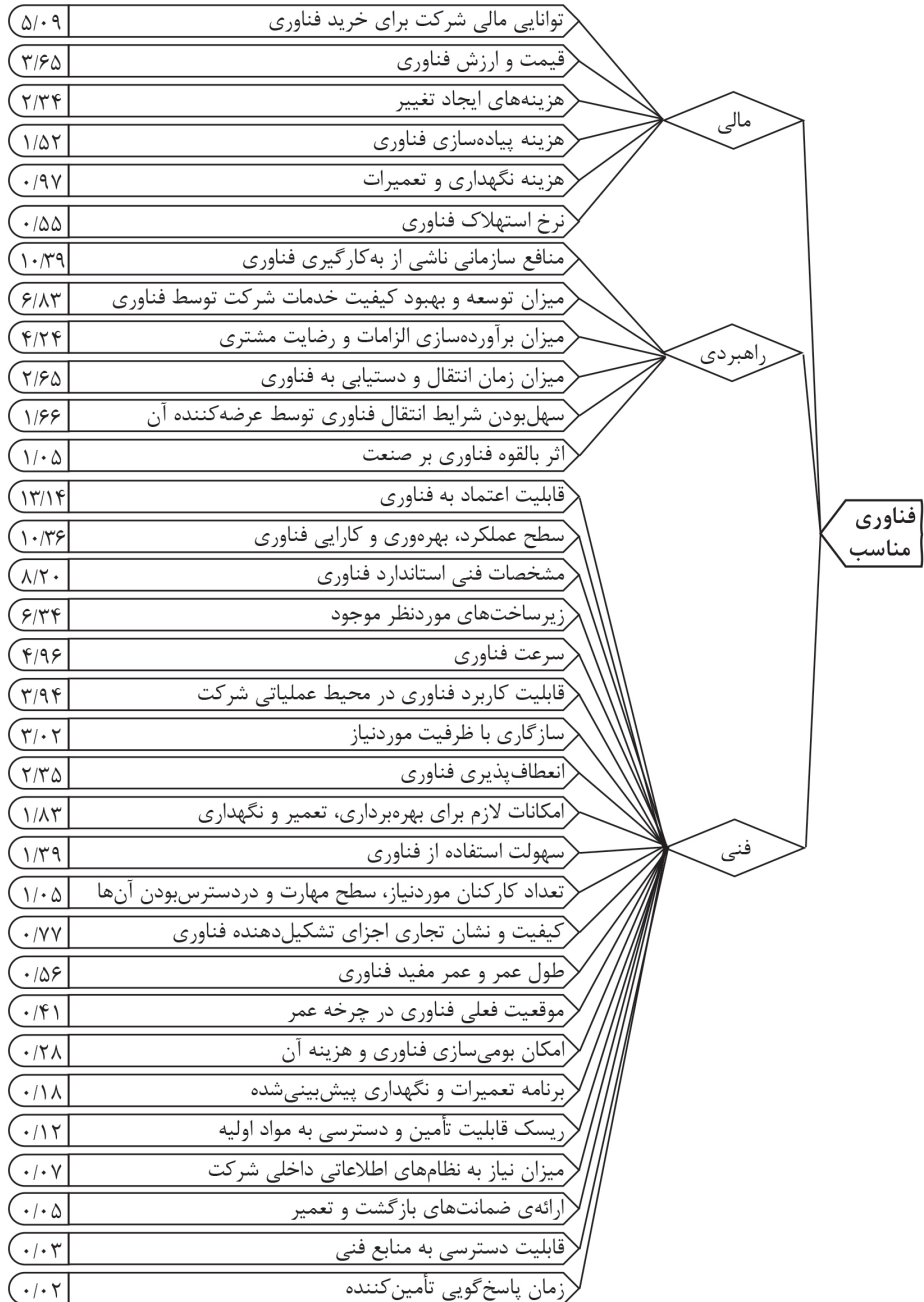 توانایی مالی شرکت برای خرید فناوری ۵/۰۹
قیمت و ارزش فناوری ۳/۶۵
هزینه‌های ایجاد تغییر ۲/۳۴
هزینه پیاده‌سازی فناوری ۱/۵۲
هزینه نگهداری و تعمیرات ۰/۹۷
نرخ استهلاک فناوری ۰/۵۵
مالی
منافع سازمانی ناشی از به‌کارگیری فناوری ۱۰/۳۹
میزان توسعه و بهبود کیفیت خدمات شرکت توسط فناوری ۶/۸۳
میزان برآورده‌سازی الزامات و رضایت مشتری ۴/۲۴
میزان زمان انتقال و دستیابی به فناوری ۲/۶۵
سهل‌بودن شرایط انتقال فناوری توسط عرضه‌کننده آن ۱/۶۶
اثر بالقوه فناوری بر صنعت ۱/۰۵
راهبردی
فناوری
مناسب
قابلیت اعتماد به فناوری ۱۳/۱۴
سطح عملکرد، بهره‌وری و کارایی فناوری ۱۰/۳۶
مشخصات فنی استاندارد فناوری ۸/۲۰
زیرساخت‌های موردنظر موجود ۶/۳۴
سرعت فناوری ۴/۹۶
قابلیت کاربرد فناوری در محیط عملیاتی شرکت ۳/۹۴
سازگاری با ظرفیت موردنیاز ۳/۰۲
انعطاف‌پذیری فناوری ۲/۳۵
امکانات لازم برای بهره‌برداری، تعمیر و نگهداری ۱/۸۳
سهولت استفاده از فناوری ۱/۳۹
تعداد کارکنان موردنیاز، سطح مهارت و دردسترس‌بودن آن‌ها ۱/۰۵
کیفیت و نشان تجاری اجزای تشکیل‌دهنده فناوری ۰/۷۷
طول عمر و عمر مفید فناوری ۰/۵۶
موقعیت فعلی فناوری در چرخه عمر ۰/۴۱
امکان بومی‌سازی فناوری و هزینه آن ۰/۲۸
برنامه تعمیرات و نگهداری پیش‌بینی‌شده ۰/۱۸
ریسک قابلیت تأمین و دسترسی به مواد اولیه ۰/۱۲
میزان نیاز به نظام‌های اطلاعاتی داخلی شرکت ۰/۰۷
ارائه‌ی ضمانت‌های بازگشت و تعمیر ۰/۰۵
قابلیت دسترسی به منابع فنی ۰/۰۳
زمان پاسخ‌گویی تأمین‌کننده ۰/۰۲
فنی